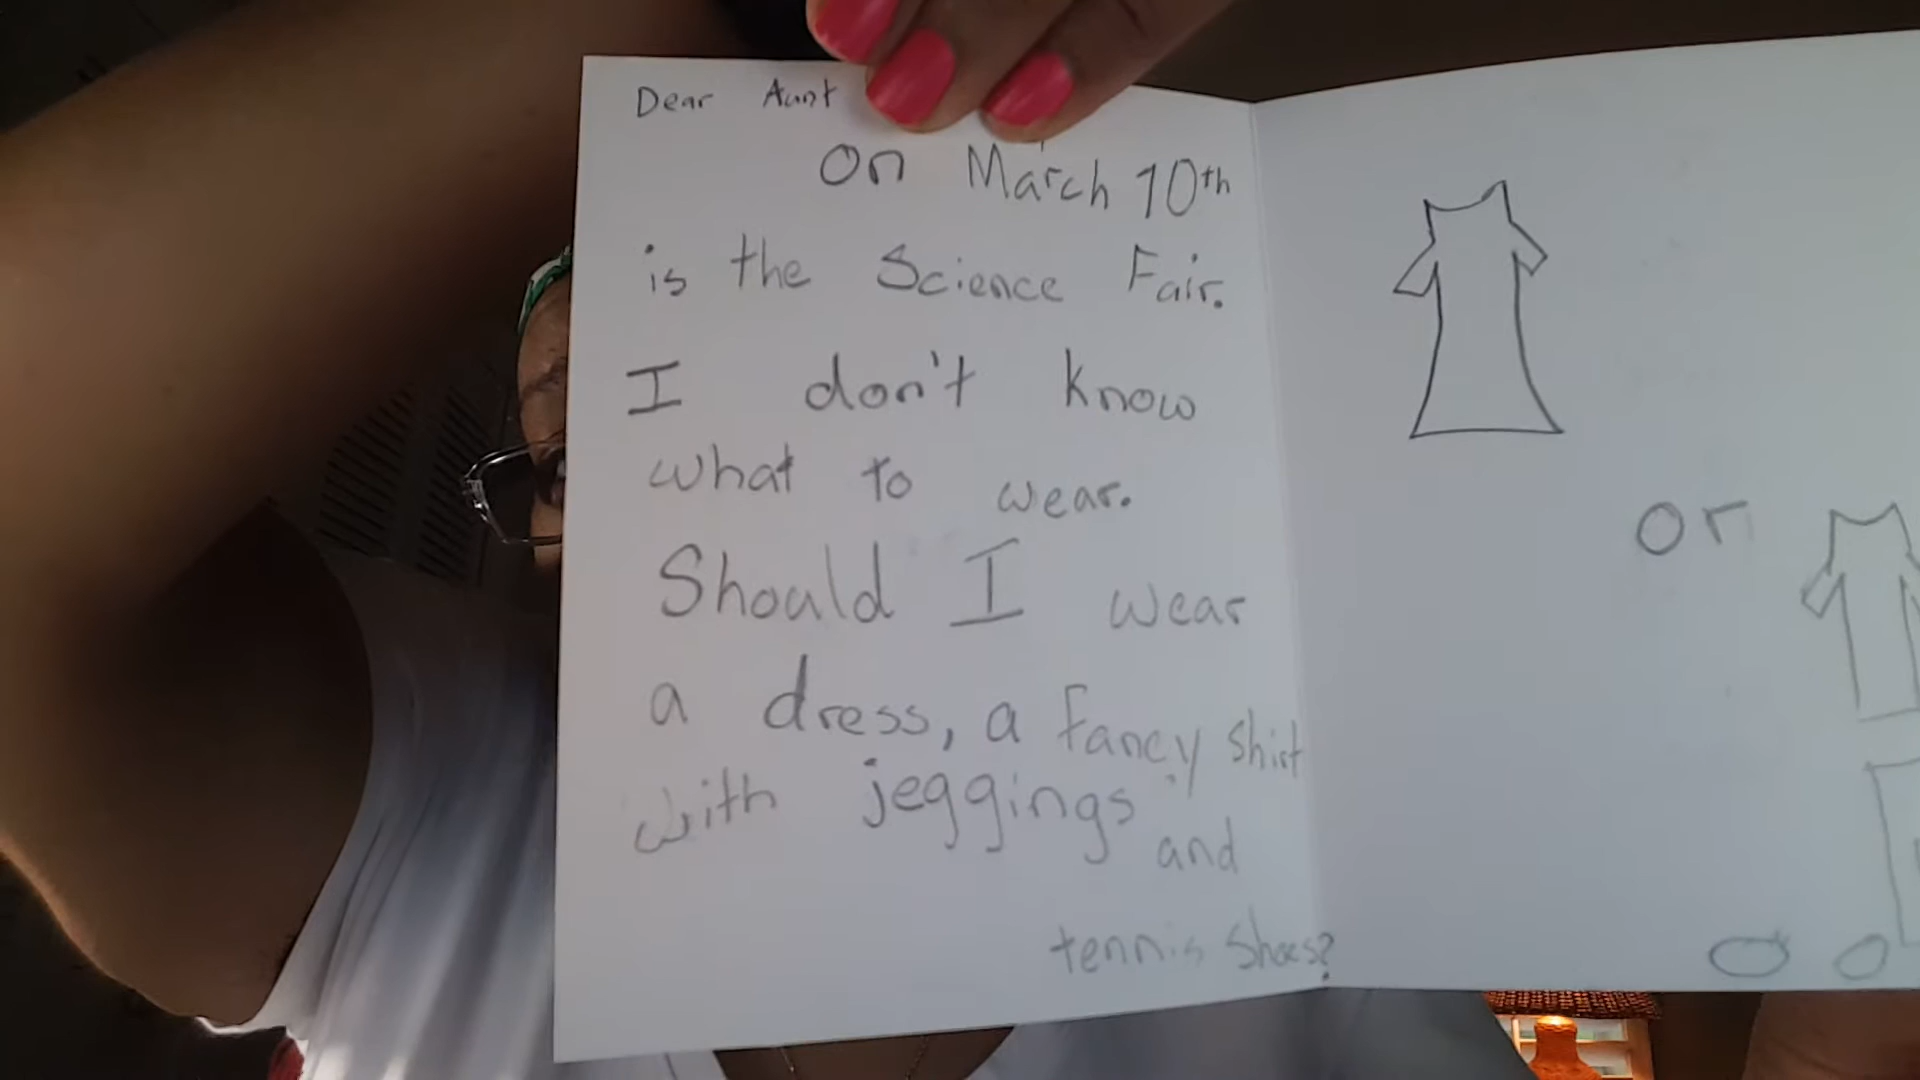 Dear Aunt
On March 10th
is the Science Fair.
I don't know
what to wear.
Should I wear
a dress, a fancy shirt
with jeggings and
tennis shoes?
or